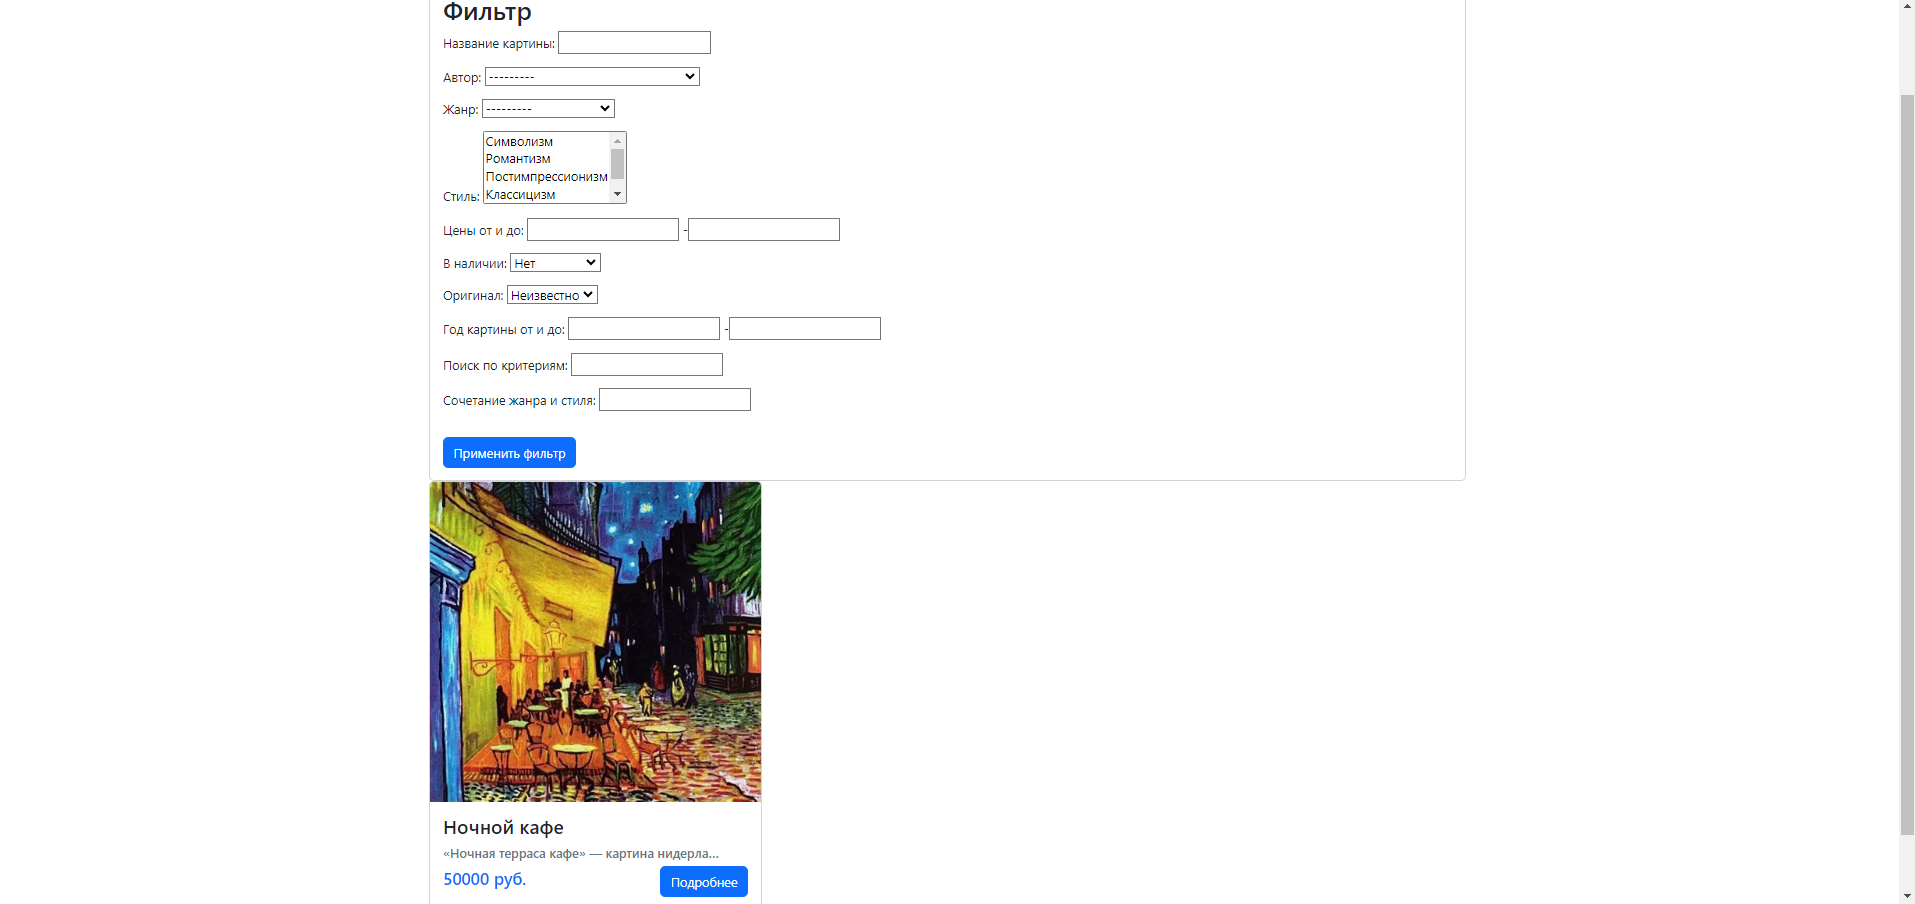 Фильтр
Название картины:
Автор: ---------
Жанр: ---------
Символизм
Романтизм
Постимпрессионизм
Классицизм
Стиль:
Цены от и до: -
В наличии: Нет
Оригинал: Неизвестно
Год картины от и до: -
Поиск по критериям:
Сочетание жанра и стиля:
Применить фильтр
Ночной кафе
«Ночная терраса кафе» — картина нидерла...
50000 руб.
Подробнее